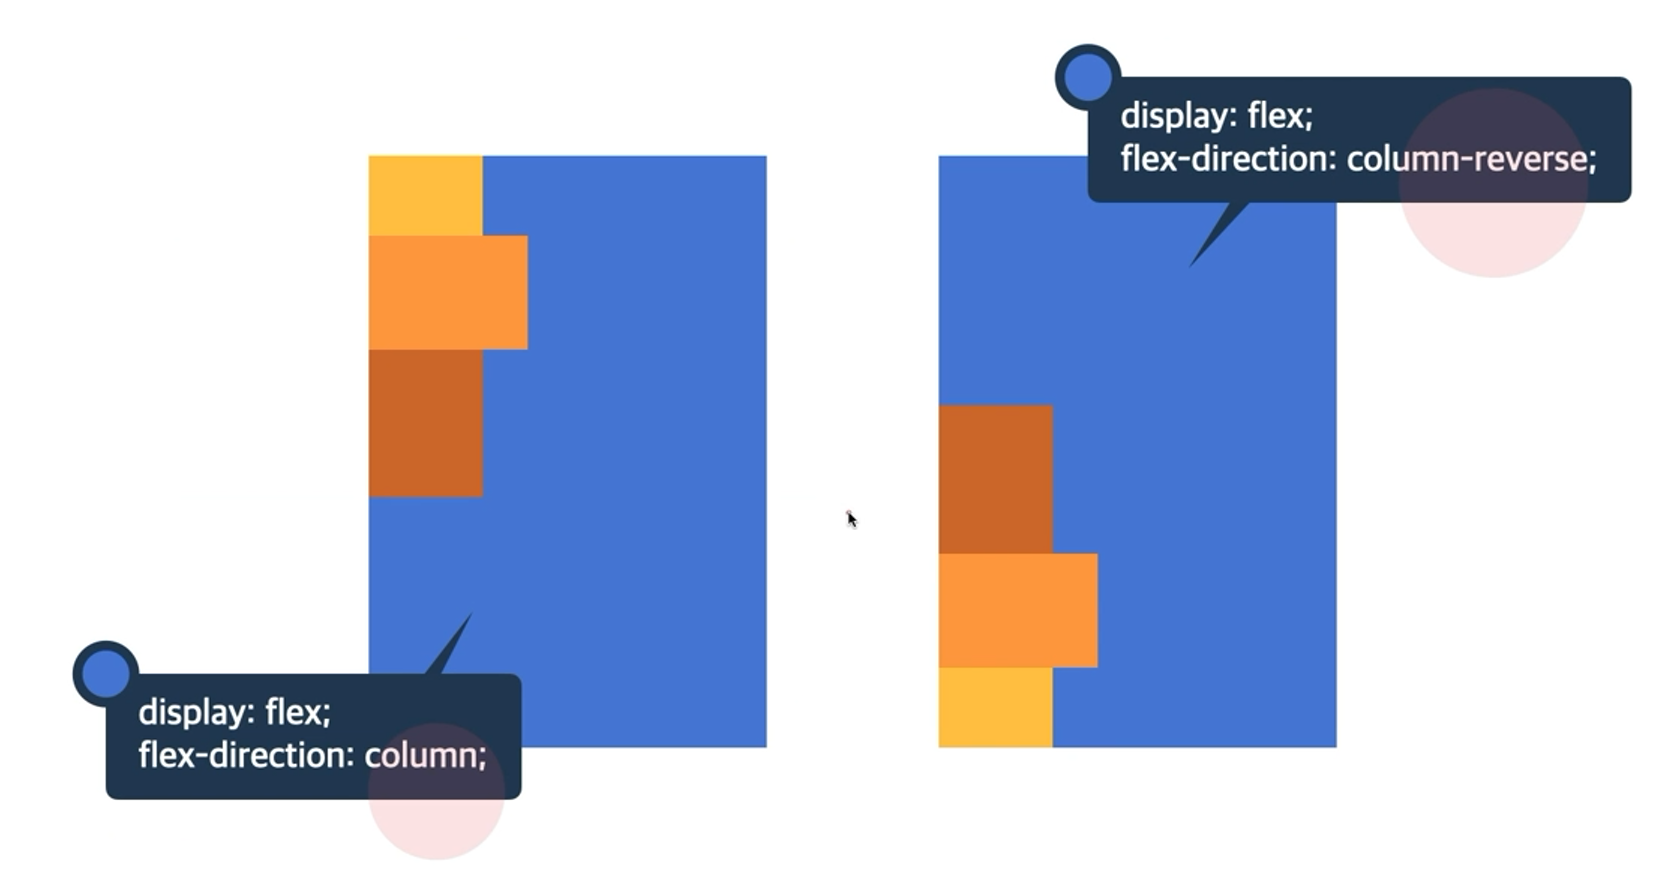 display: flex;
flex-direction: column-reverse;
display: flex;
flex-direction: column;